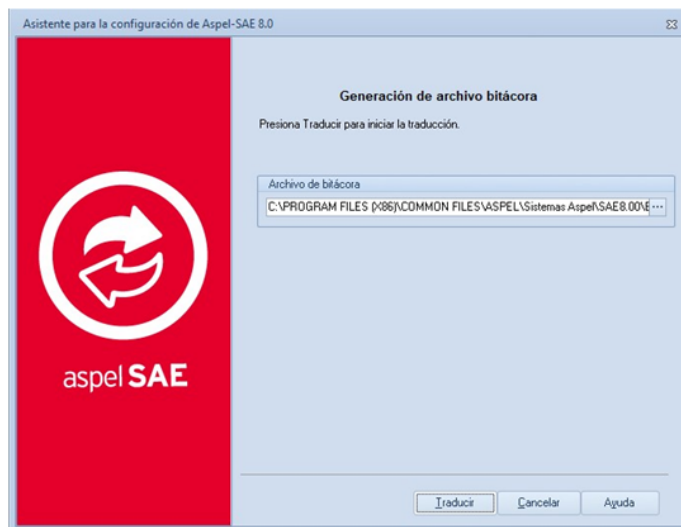 Asistente para la configuración de Aspel-SAE 8.0
Generación de archivo bitácora
Presiona Traducir para iniciar la traducción.
Archivo de bitácora
C:\PROGRAM FILES (X86)\COMMON FILES\ASPEL\Sistemas Aspel\SAE8.00\E ...
aspel SAE
Traducir Cancelar Ayuda